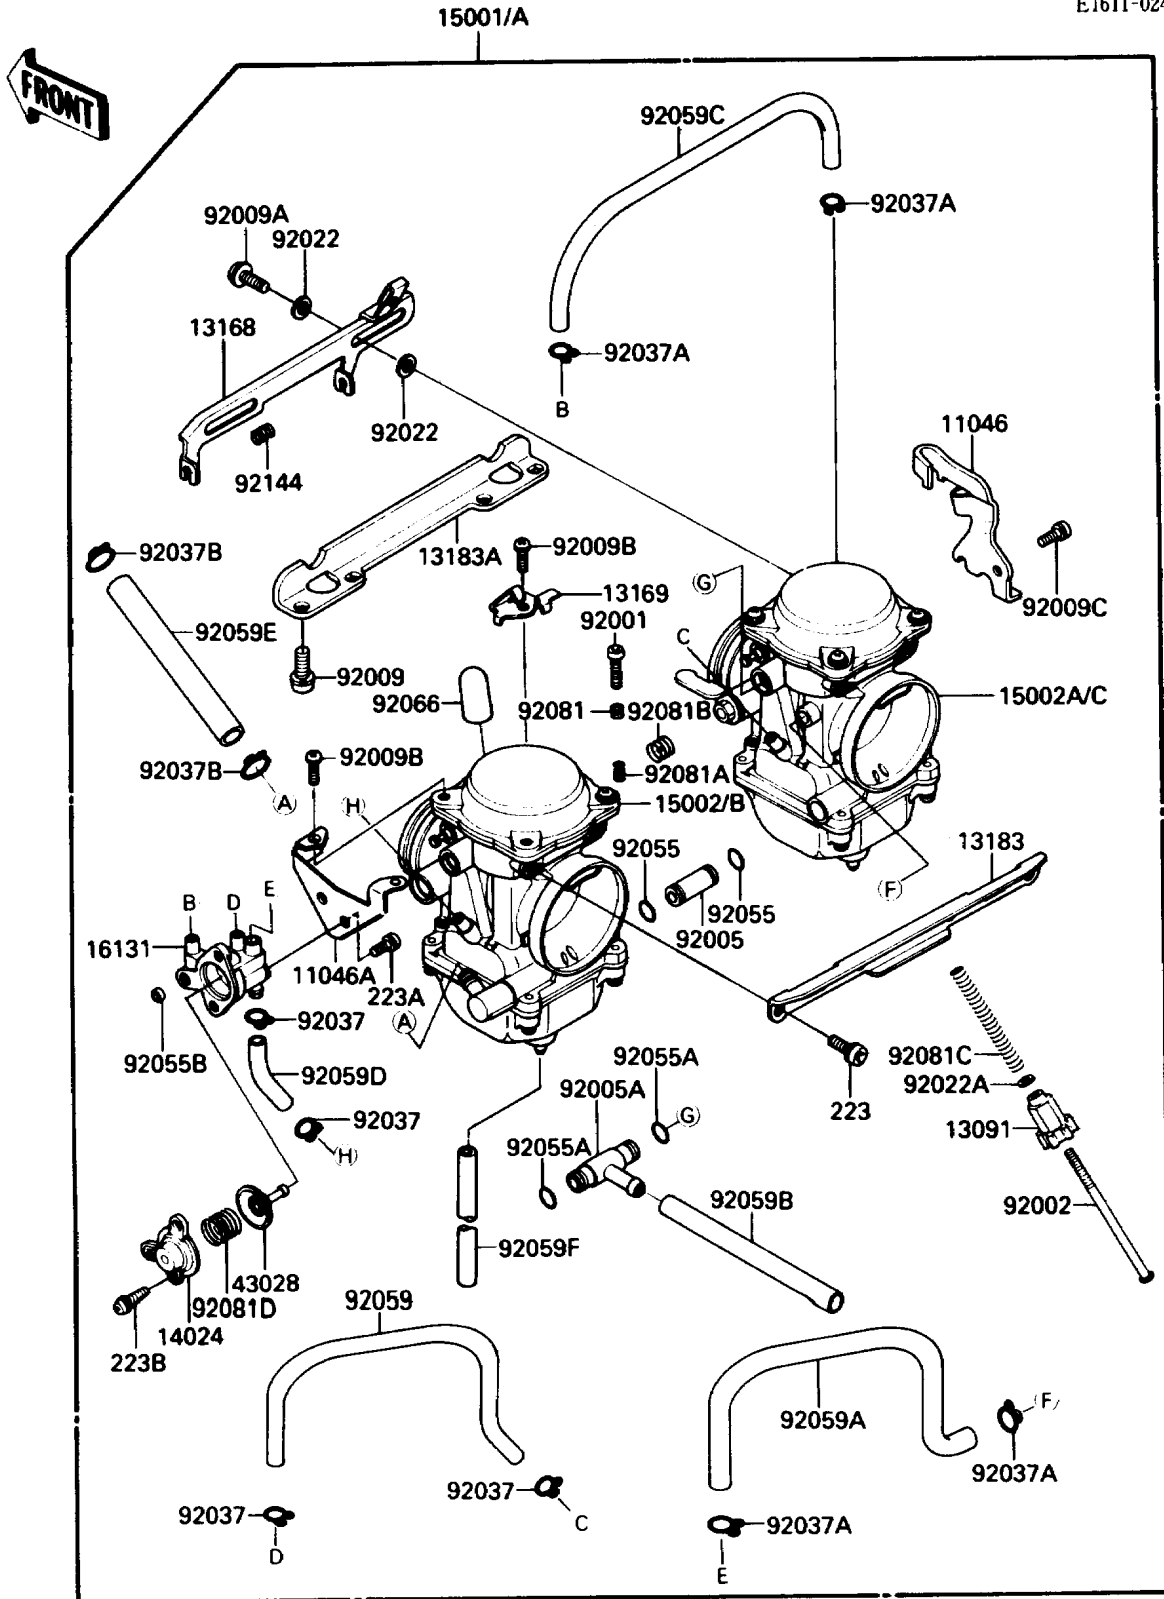 15001/A
E1611-024
FRONT
92059C
92037A
92009A
92022
13168
92037A
B
92022
11046
92144
92037B
13183A
92009B
13169
92001
G
92009C
92059E
C
92009
92066
92081
92081B
15002A/C
92037B
92009B
92081A
A
H
15002/B
92055
13183
B
D
E
F
92055
92005
16131
11046A
223A
A
92037
92055B
92059D
92055A
92005A
92081C
92022A
G
223
92037
H
92055A
13091
92059B
92002
92059F
43028
92081D
14024
223B
92059
92059A
F
92037A
92037
C
92037
D
92037A
E